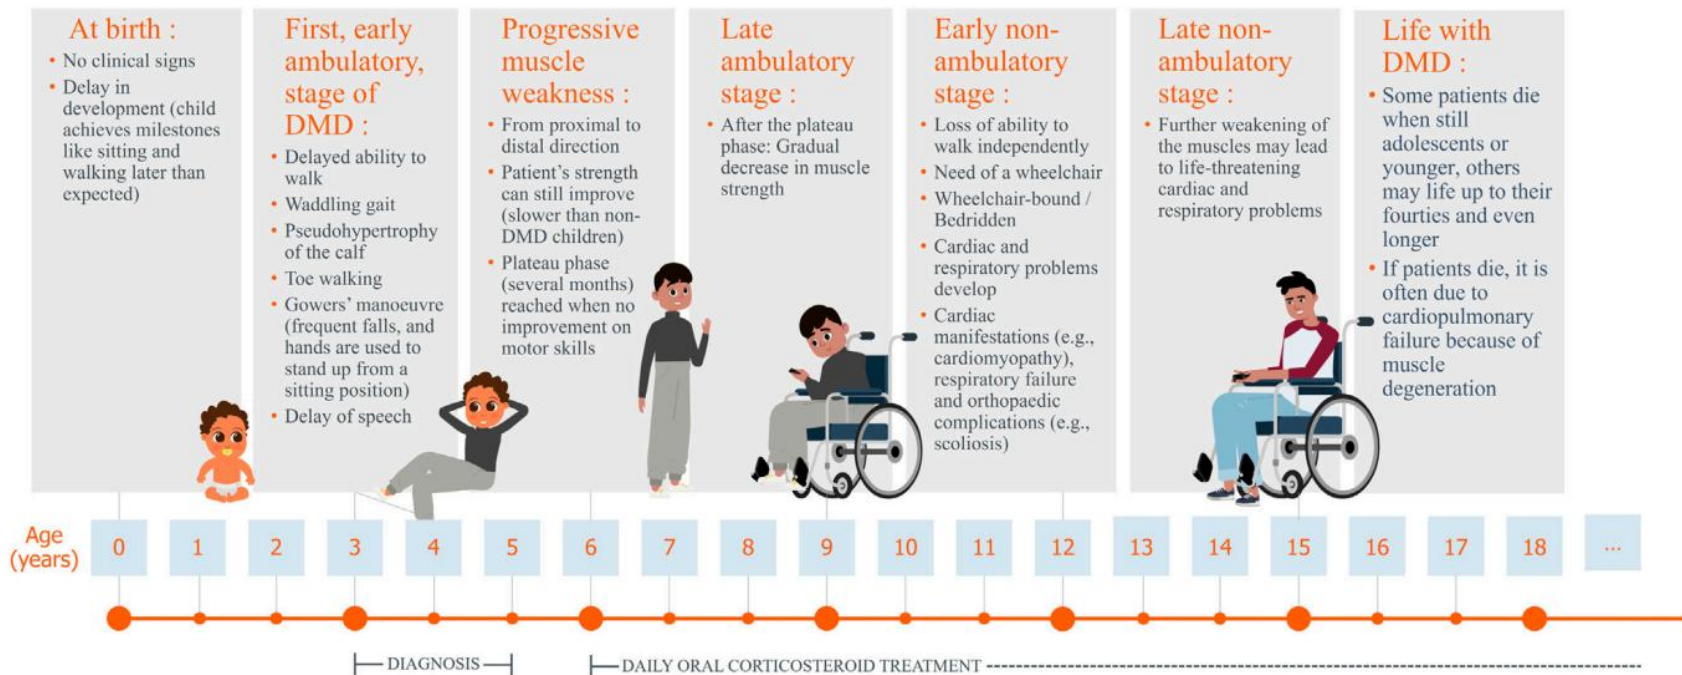 At birth :
• No clinical signs
• Delay in
development (child
achieves milestones
like sitting and
walking later than
expected)
First, early
ambulatory,
stage of
DMD :
• Delayed ability to
walk
• Waddling gait
• Pseudohypertrophy
of the calf
• Toe walking
• Gowers' manoeuvre
(frequent falls, and
hands are used to
stand up from a
sitting position)
• Delay of speech
Progressive
muscle
weakness :
• From proximal to
distal direction
• Patient's strength
can still improve
(slower than non-
DMD children)
• Plateau phase
(several months)
reached when no
improvement on
motor skills
Late
ambulatory
stage :
• After the plateau
phase: Gradual
decrease in muscle
strength
Early non-
ambulatory
stage :
• Loss of ability to
walk independently
• Need of a wheelchair
• Wheelchair-bound /
Bedridden
• Cardiac and
respiratory problems
develop
• Cardiac
manifestations (e.g.,
cardiomyopathy),
respiratory failure
and orthopaedic
complications (e.g.,
scoliosis)
Late non-
ambulatory
stage :
• Further weakening of
the muscles may lead
to life-threatening
cardiac and
respiratory problems
Life with
DMD :
• Some patients die
when still
adolescents or
younger, others
may life up to their
fourties and even
longer
• If patients die, it is
often due to
cardiopulmonary
failure because of
muscle
degeneration
Age
(years)
0 1 2 3 4 5 6 7 8 9 10 11 12 13 14 15 16 17 18 ...
DIAGNOSIS
DAILY ORAL CORTICOSTEROID TREATMENT